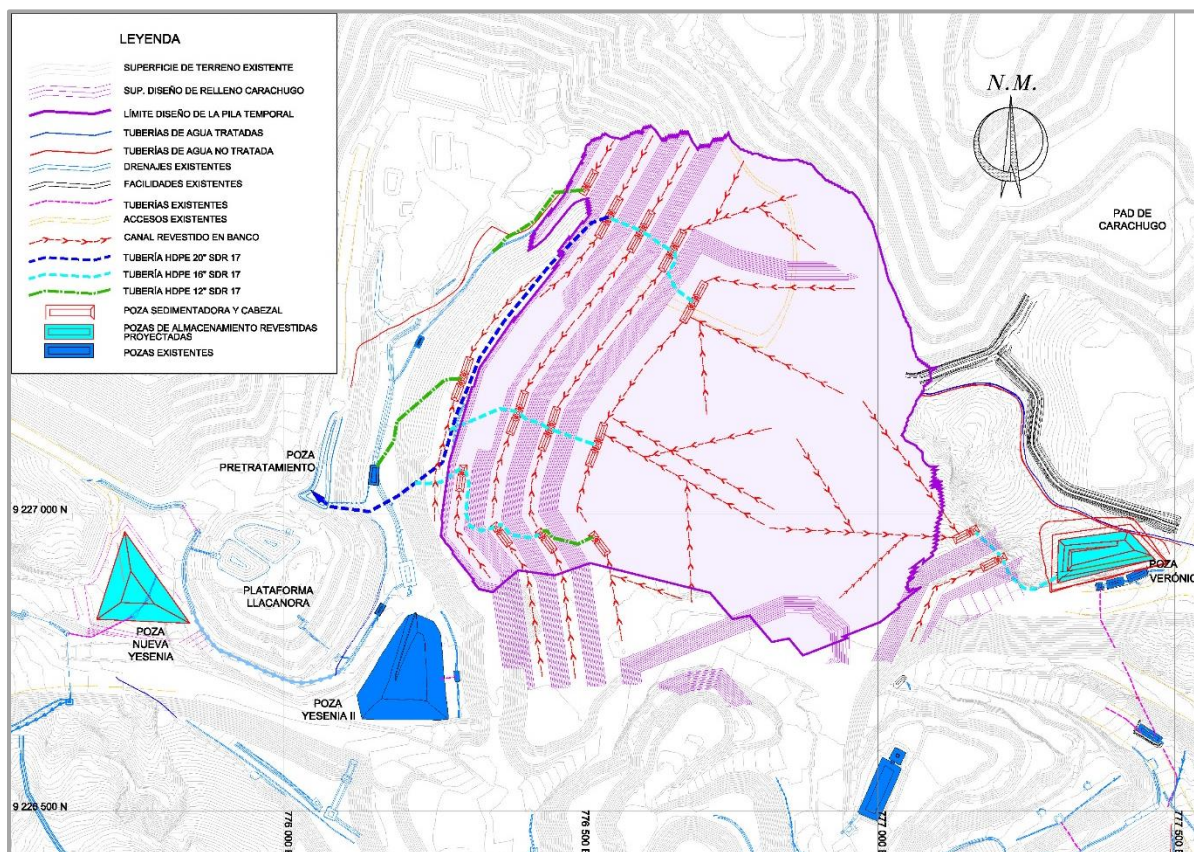 LEYENDA
SUPERFICIE DE TERRENO EXISTENTE
SUP. DISEÑO DE RELLENO CARACHUGO
LÍMITE DISEÑO DE LA PILA TEMPORAL
TUBERÍAS DE AGUA TRATADAS
TUBERÍAS DE AGUA NO TRATADA
DRENAJES EXISTENTES
FACILIDADES EXISTENTES
TUBERÍAS EXISTENTES
ACCESOS EXISTENTES
CANAL REVESTIDO EN BANCO
TUBERÍA HDPE 20" SDR 17
TUBERÍA HDPE 16" SDR 17
TUBERÍA HDPE 12" SDR 17
POZA SEDIMENTADORA Y CABEZAL
POZAS DE ALMACENAMIENTO REVESTIDAS
PROYECTADAS
POZAS EXISTENTES
N.M.
PAD DE
CARACHUGO
POZA
PRETRATAMIENTO
9 227 000 N
PLATAFORMA
LLACANORA
POZA
NUEVA
YESENIA
POZA
YESENIA II
POZA
VERÓNIC
9 226 500 N
776 000 E
776 500 E
777 000 E
777 500 E